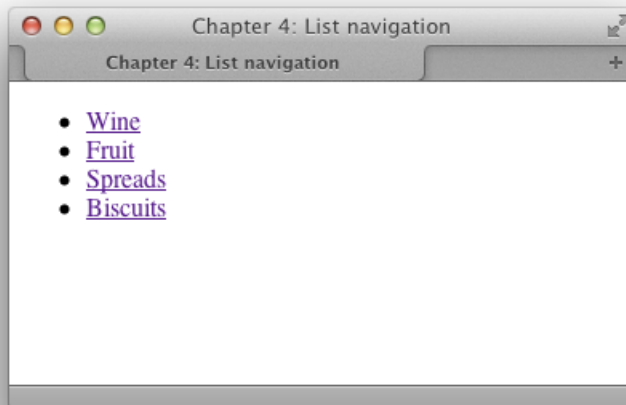 Chapter 4: List navigation
Chapter 4: List navigation
Wine
Fruit
Spreads
Biscuits